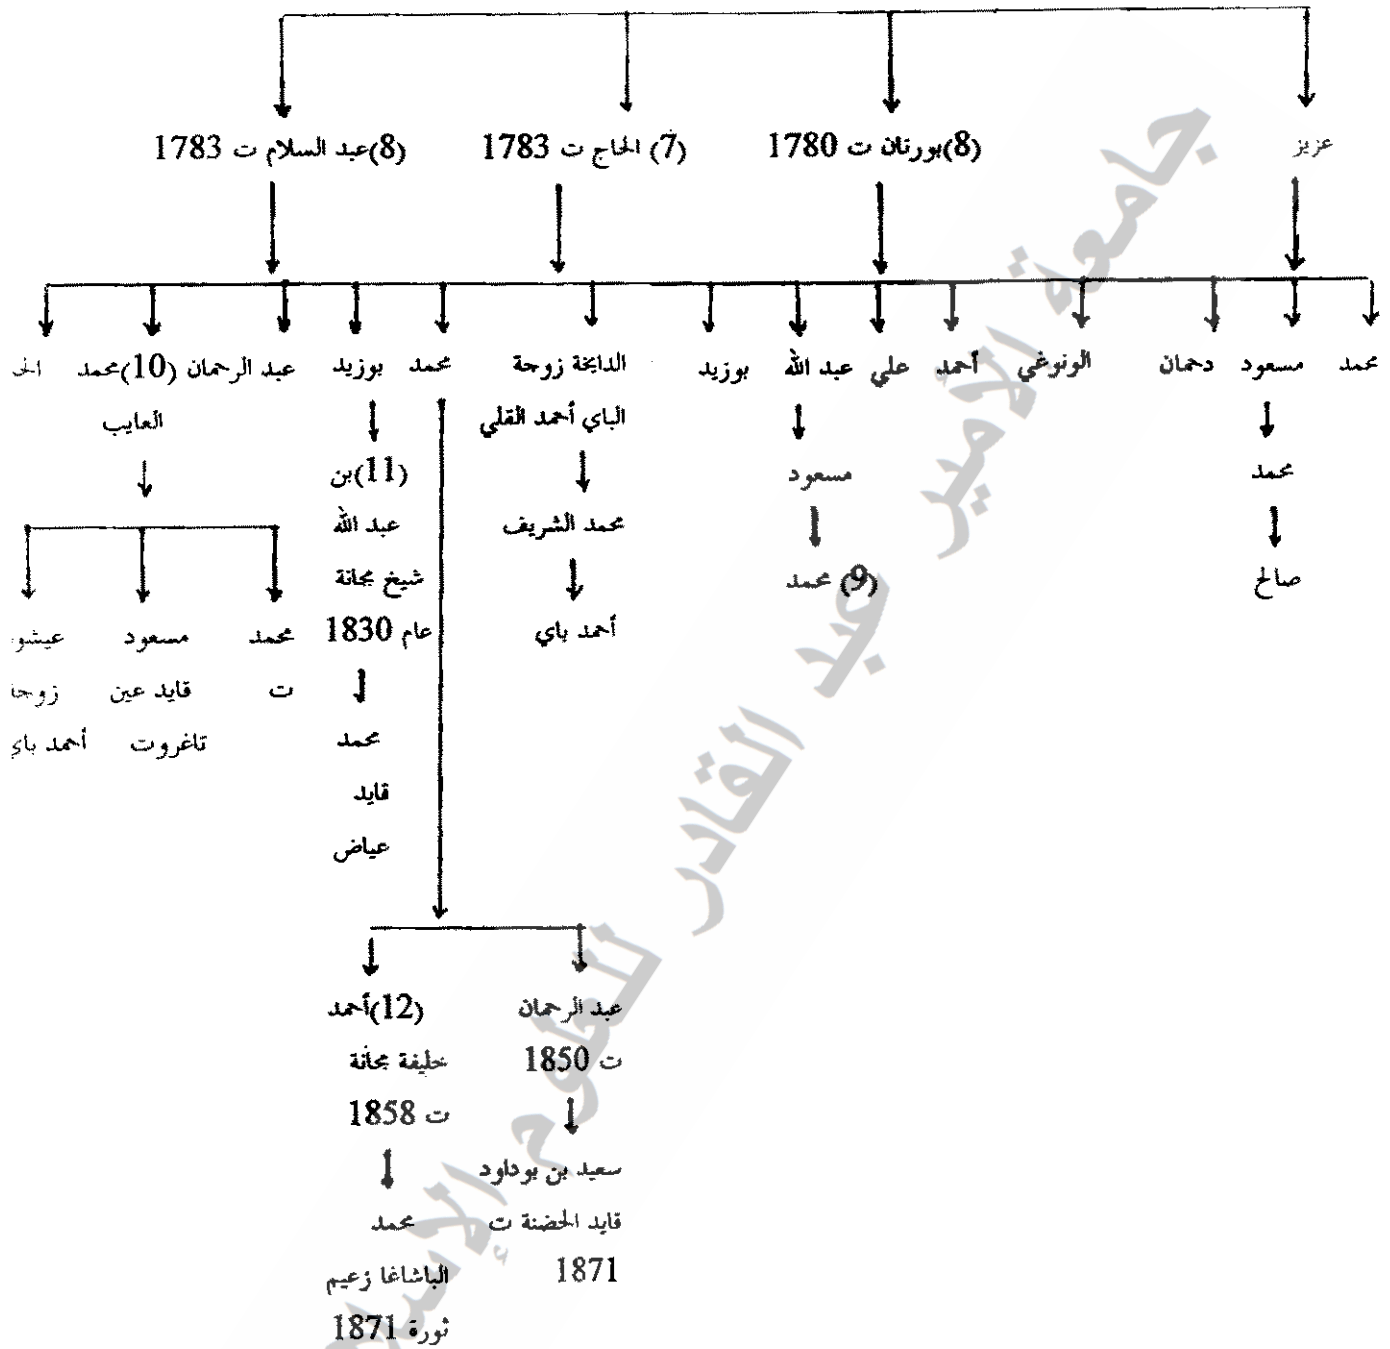 عزيز (8)بورنان ت 1780 (7) الحاج ت 1783 (8)عبد السلام ت 1783
محمد مسعود دحمان الونوغي أحمد علي عبد الله بوزيد الدايخة زوجة محمد بوزيد عبد الرحمان (10)محمد
الباي أحمد القلي العايب
محمد مسعود (11)بن
محمد الشريف عبد الله
صالح (9) محمد شيخ مجانة
أحمد باي عام 1830 محمد مسعود
ت قايد عين
محمد تاغروت أحمد باي
قايد
عياض
عبد الرحمان (12)أحمد
ت 1850 خليفة مجانة
ت 1858
سعيد بن بوداود
قايد الحضنة ت محمد
1871 الباشاغا زعيم
ثورة 1871
جامعة الأمير عبد القادر للعلوم